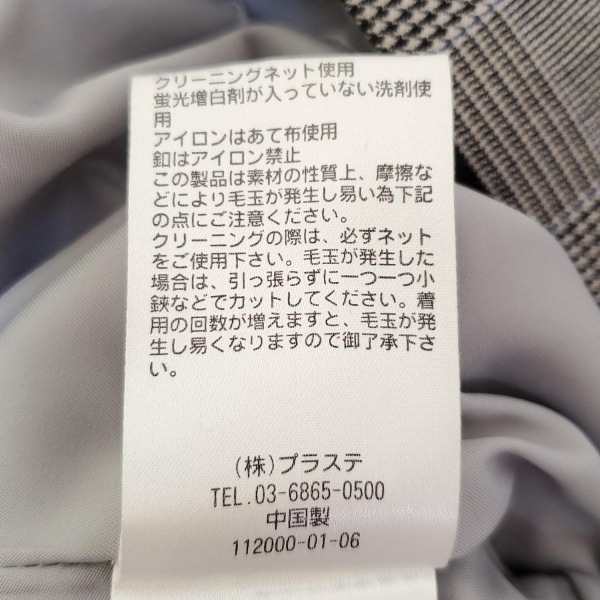 クリーニングネット使用
蛍光増白剤が入っていない洗剤使
用
アイロンはあて布使用
釦はアイロン禁止
この製品は素材の性質上、摩擦な
どにより毛玉が発生し易い為下記
の点にご注意ください。
クリーニングの際は、必ずネット
をご使用下さい。毛玉が発生した
場合は、引っ張らずに一つ一つ小
鋏などでカットしてください。着
用の回数が増えますと、毛玉が発
生し易くなりますので御了承下さ
い。
(株)プラステ
TEL.03-6865-0500
中国製
112000-01-06